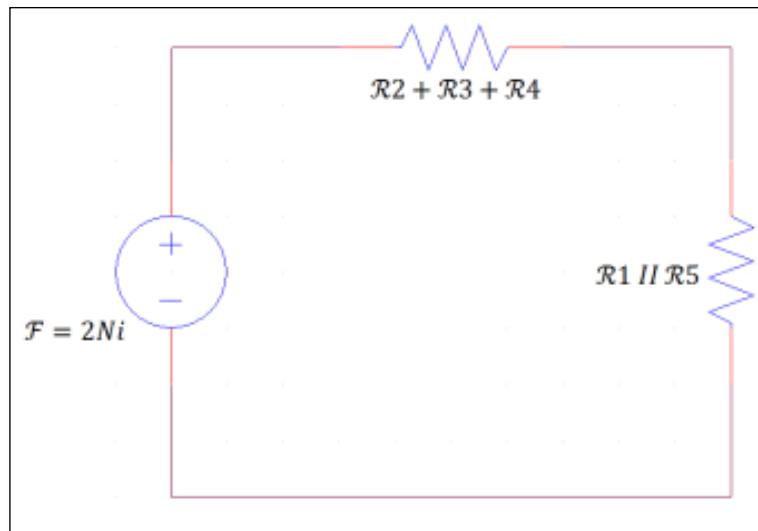 ℛ2 + ℛ3 + ℛ4
+
ℛ1 II ℛ5
−
ℱ = 2Ni